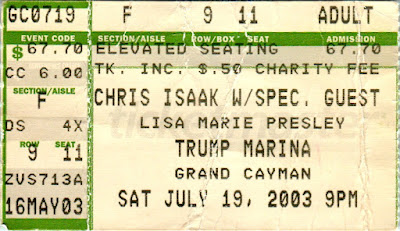 GC0719 F 9 11 ADULT
EVENT CODE SECTION/AISLE ROW/BOX SEAT ADMISSION
$ 67.70 ELEVATED SEATING 67.70
CC 6.00 TK. INC. $.50 CHARITY FEE
SECTION/AISLE
F CHRIS ISAAK W/SPEC. GUEST
DS 4X LISA MARIE PRESLEY
ROW SEAT
9 11 TRUMP MARINA
ZVS713A GRAND CAYMAN
16MAY03 SAT JULY 19, 2003 9PM